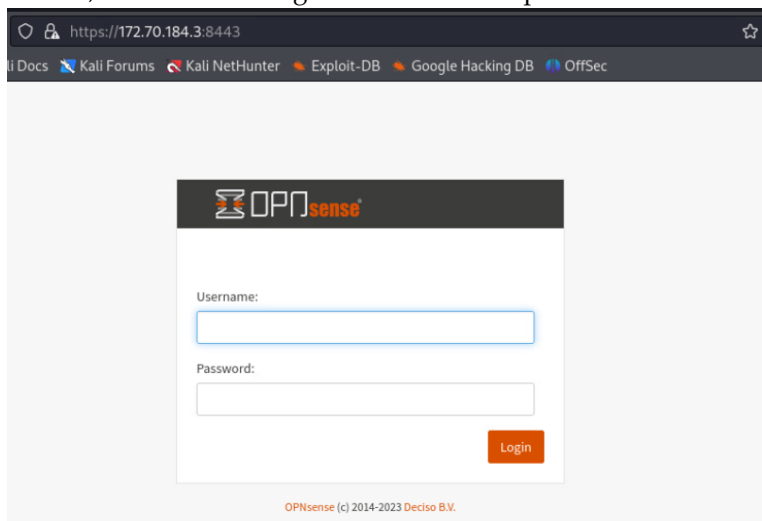 https://172.70.184.3:8443
li Docs Kali Forums Kali NetHunter Exploit-DB Google Hacking DB OffSec
OPNsense
Username:
Password:
Login
OPNsense (c) 2014-2023 Deciso B.V.